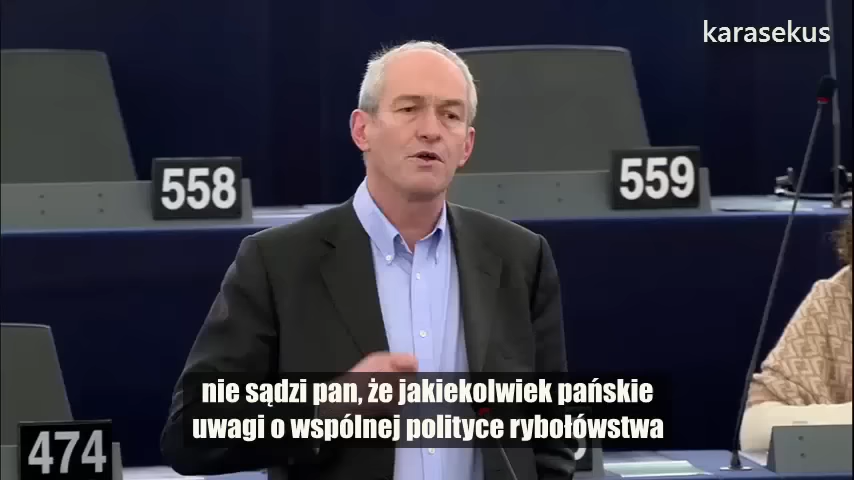 karasekus
558
559
474
nie sądzi pan, że jakiekolwiek pańskie
uwagi o wspólnej polityce rybołówstwa